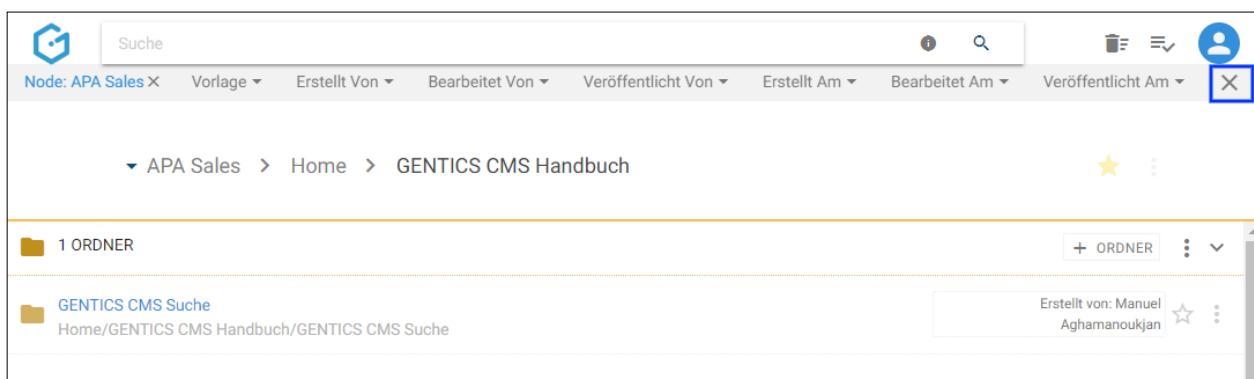 Suche
Node: APA Sales Vorlage Erstellt Von Bearbeitet Von Veröffentlicht Von Erstellt Am Bearbeitet Am Veröffentlicht Am
APA Sales > Home > GENTICS CMS Handbuch
1 ORDNER + ORDNER
GENTICS CMS Suche
Home/GENTICS CMS Handbuch/GENTICS CMS Suche
Erstellt von: Manuel
Aghamanoukjan